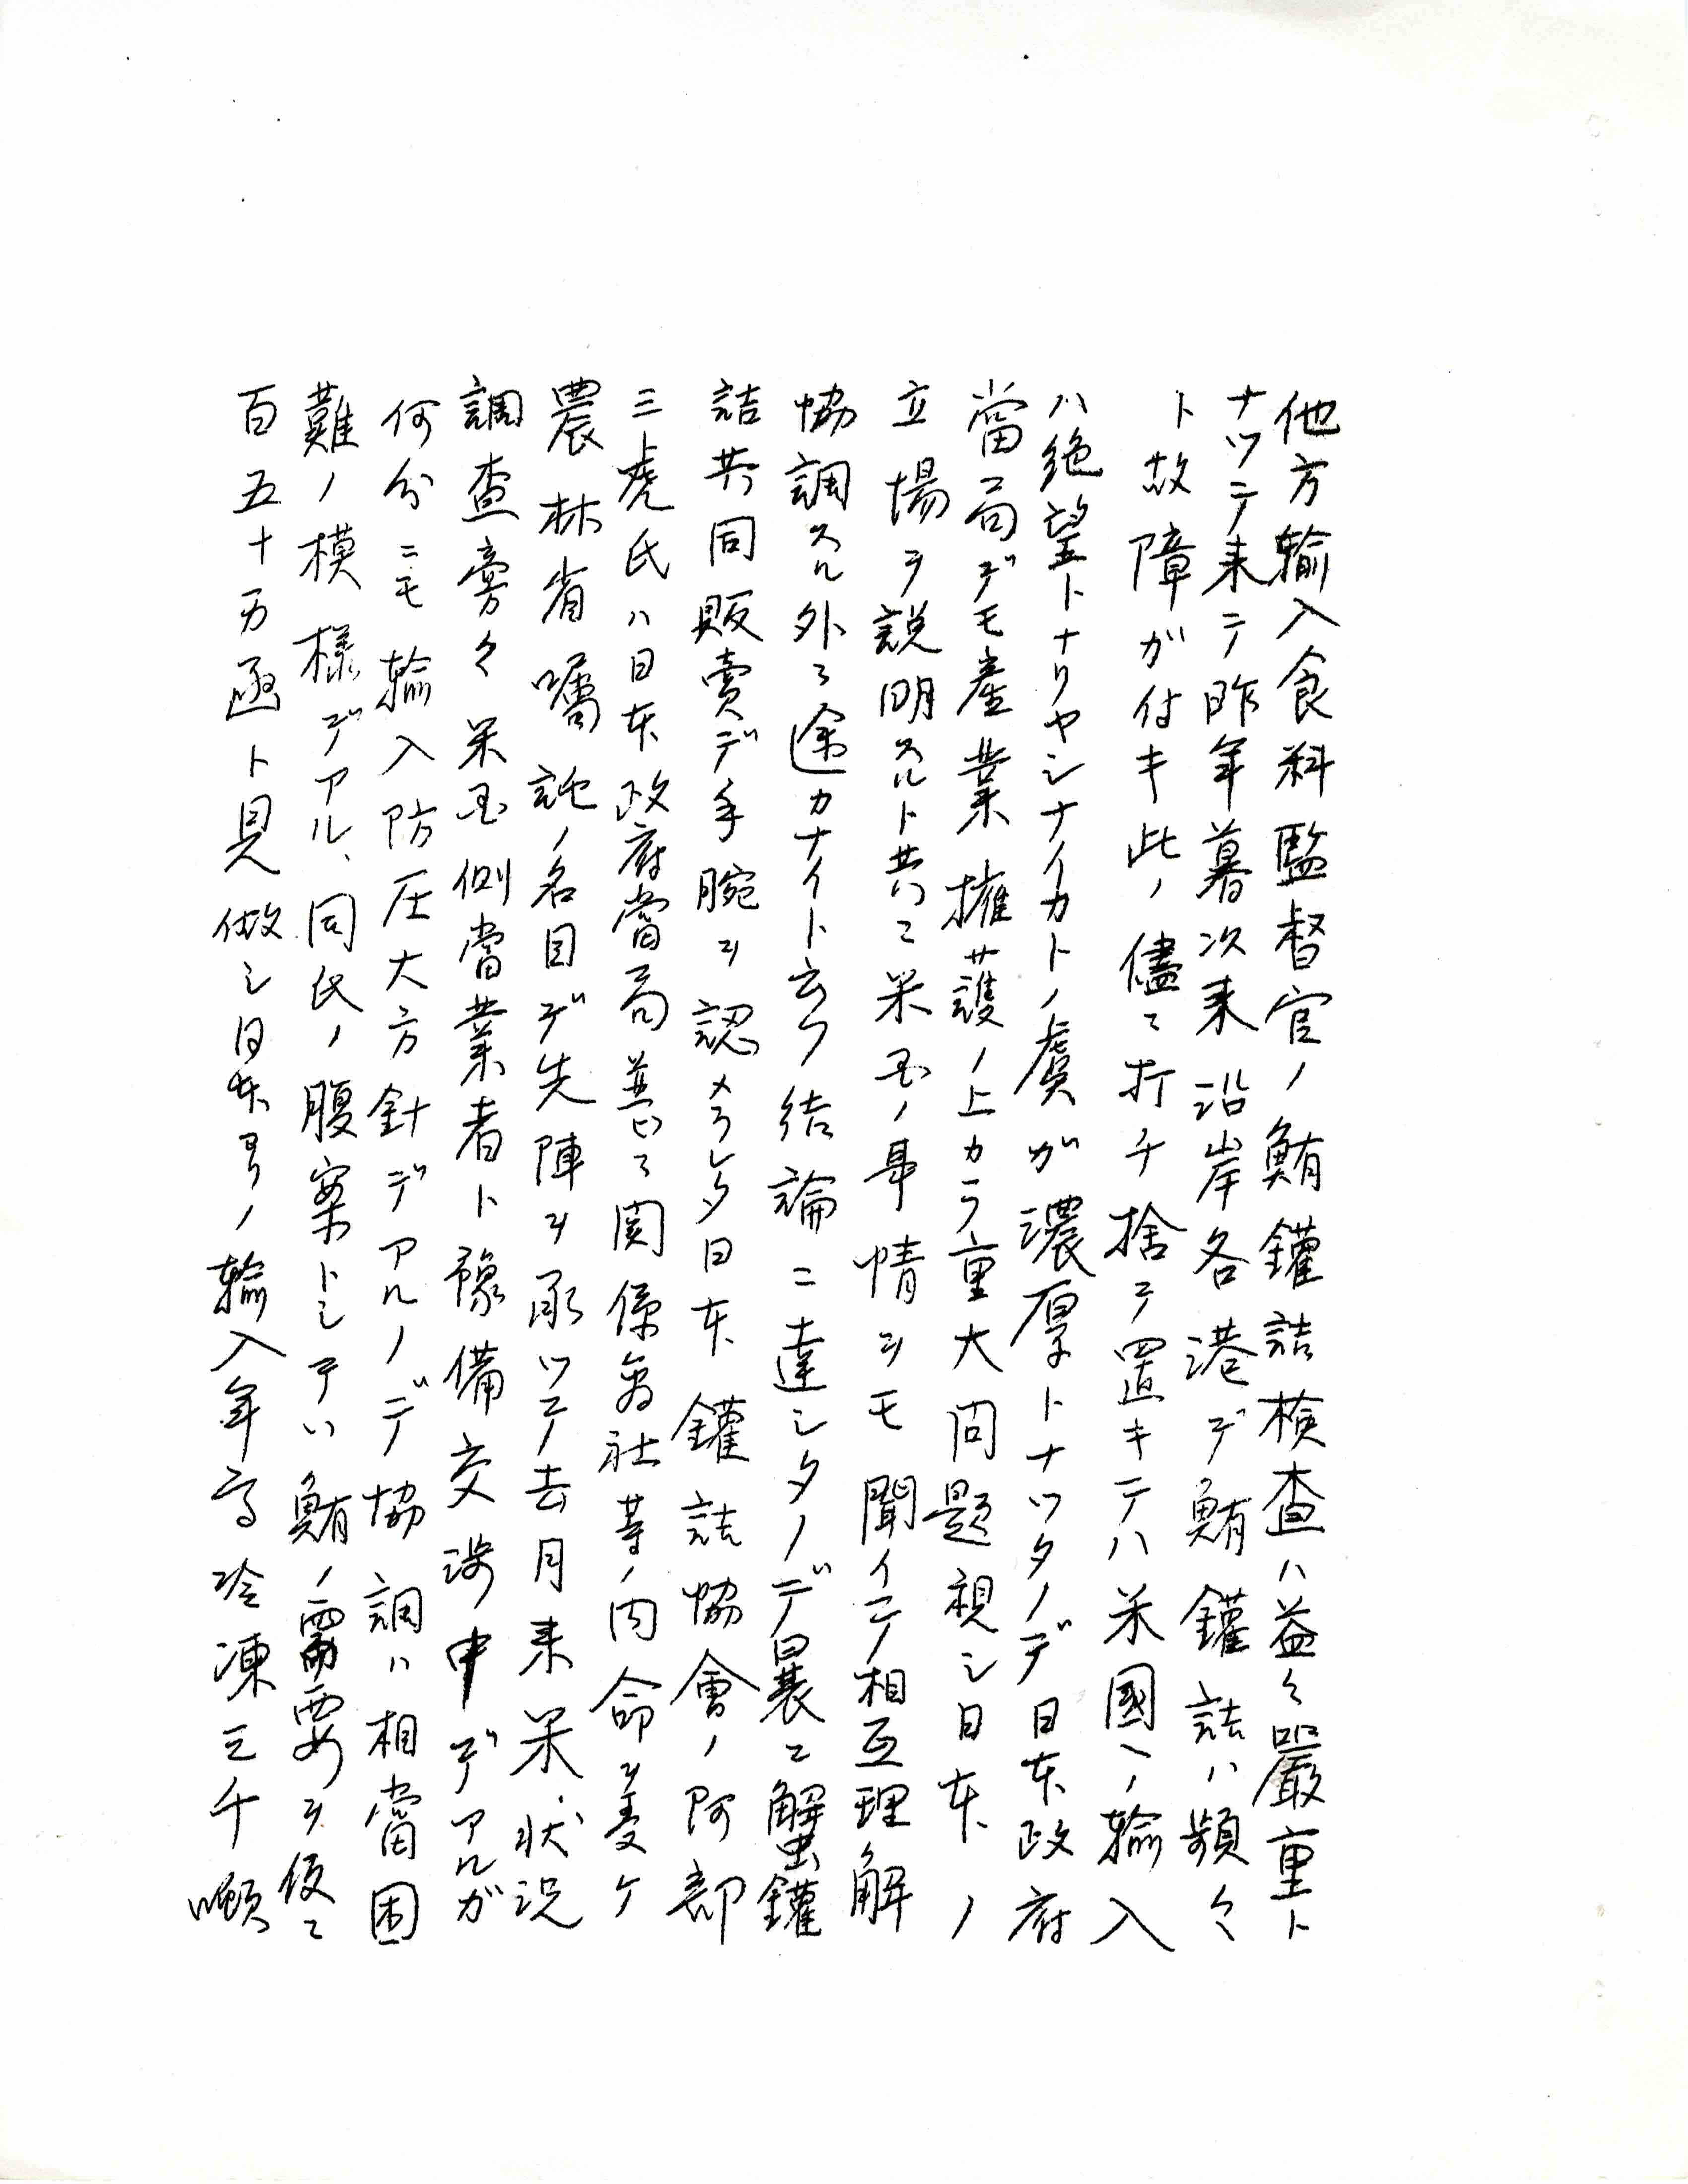 他方輸入食料監督官ノ鮪鑵詰検査ハ益々嚴重ト
ナツテ来テ昨年暮次来沿岸各港デ鮪鑵詰ハ頻々
ト故障ガ付キ此ノ儘ニ打チ捨テ置キテハ米國ヘノ輸入
ハ絶望トナリヤシナイカトノ虞ガ濃厚トナツタノデ日本政府
當局デモ産業擁護ノ上カラ重大问題視シ日本ノ
立場ヲ説明スルト共ニ米国ノ事情ヲモ聞イテ相互理解
協調スル外ニ途カナイト云フ结論ニ達シタノデ曩ニ蟹鑵
詰共同販賣デ手腕ヲ認メラレタ日本鑵詰協會ノ阿部
三虎氏ハ日本政府當局並ビニ関係会社等ノ内命ヲ受ケ
農林省嘱託ノ名目デ先陣ヲ承ツテ去月来米、状況
調査旁々米国側當業者ト豫備交渉中デアルガ
何分ニモ輸入防圧大方針デアルノデ協調ハ相當困
難ノ模様デアル、同氏ノ腹案トシテハ鮪ノ需要ヲ仮ニ
百五十万函ト見做シ日本ヨリノ輸入年高冷凍三千噸